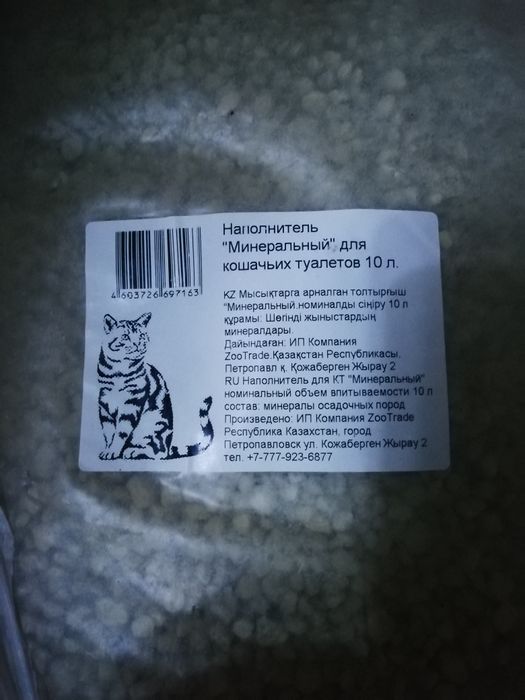 Наполнитель
"Минеральный" для
кошачьих туалетов 10 л.
4 603726 697163
KZ Мысықтарға арналған толтырғыш
"Минеральный.номиналды сіңіру 10 л
құрамы: Шөгінді жыныстардың
минералдары.
Дайындаған: ИП Компания
ZooTrade.Қазақстан Республикасы,
Петропавл қ. Қожаберген Жырау 2
RU Наполнитель для КТ "Минеральный"
номинальный объем впитываемости 10 л
состав: минералы осадочных пород
Произведено: ИП Компания ZooTrade
Республика Казахстан, город
Петропавловск ул. Кожаберген Жырау 2
тел. +7-777-923-6877